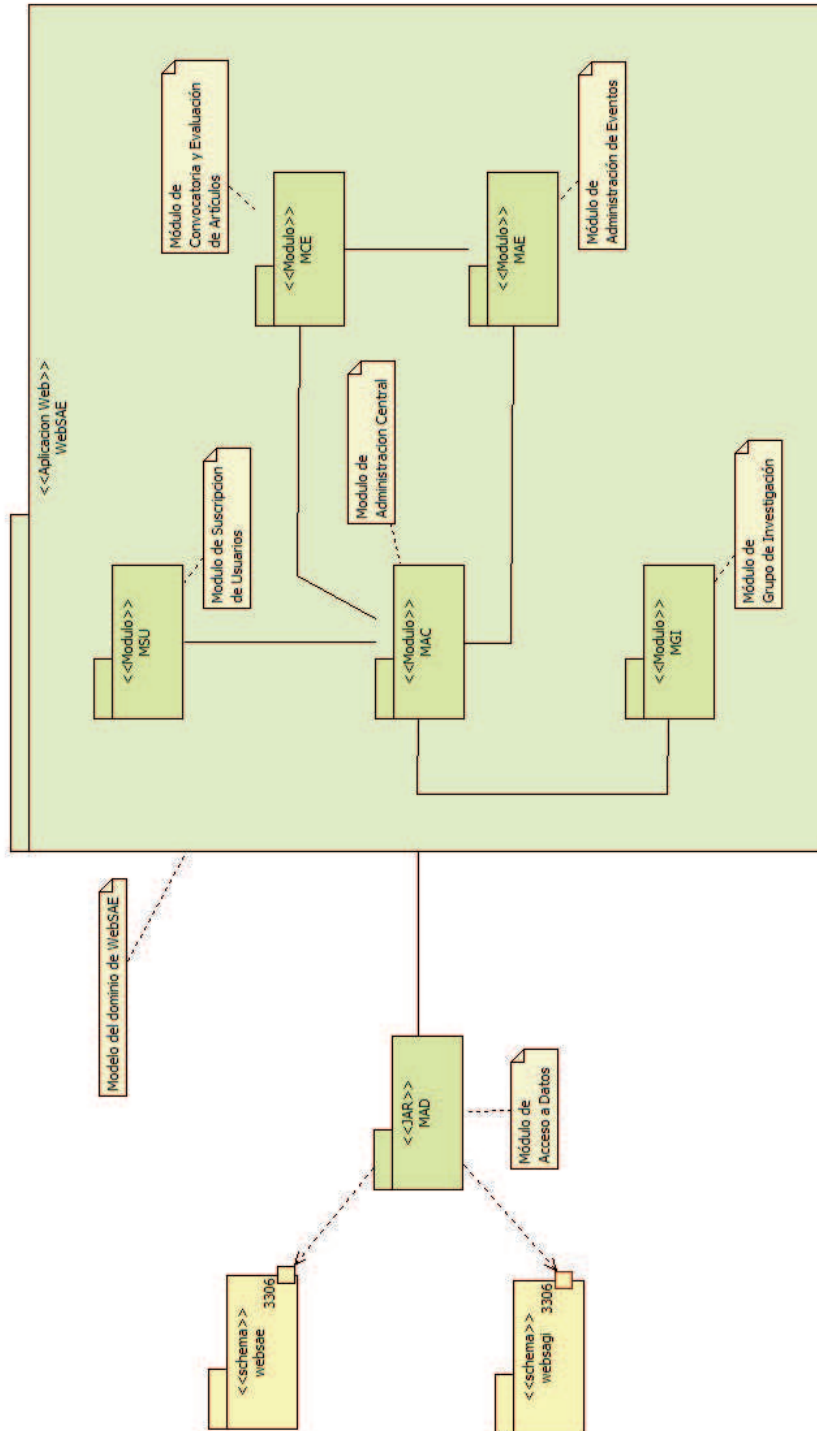 <<Aplicacion Web>>
WebSAE
Modelo del dominio de WebSAE
<<schema>>
websae
3306
<<schema>>
websagi
3306
<<JAR>>
MAD
Módulo de
Acceso a Datos
<<Modulo>>
MSU
Modulo de Suscripcion
de Usuarios
<<Modulo>>
MAC
Modulo de
Administracion Central
<<Modulo>>
MGI
Módulo de
Grupo de Investigación
<<Modulo>>
MCE
Módulo de
Convocatoria y Evaluación
de Artículos
<<Modulo>>
MAE
Módulo de
Administración de Eventos